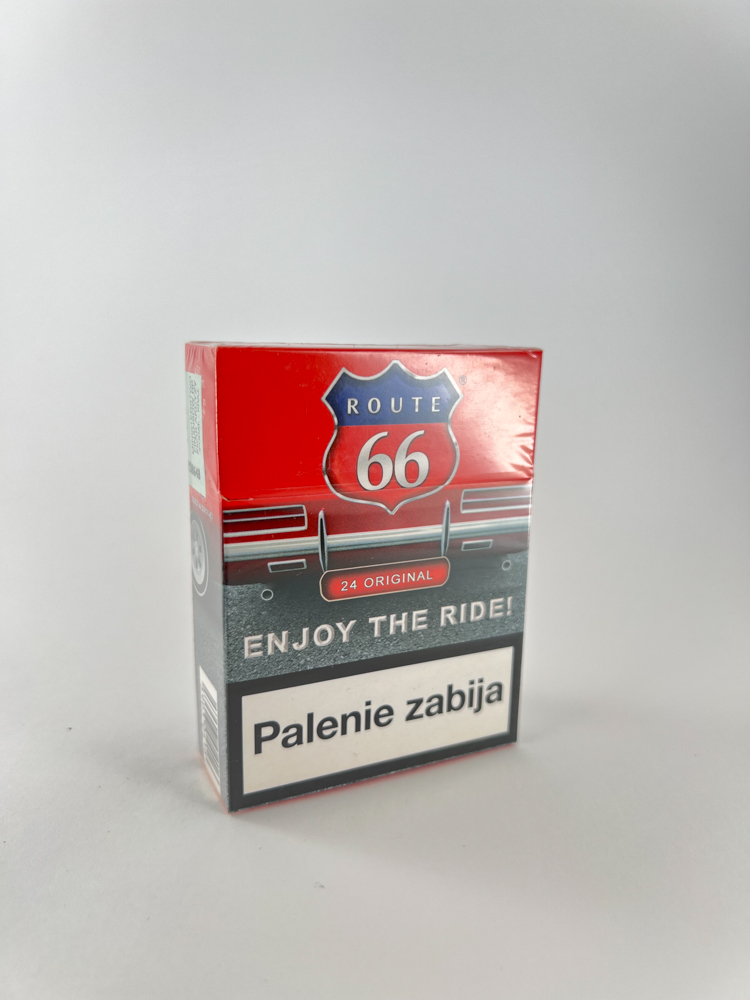 ROUTE
66
24 ORIGINAL
ENJOY THE RIDE!
Palenie zabija